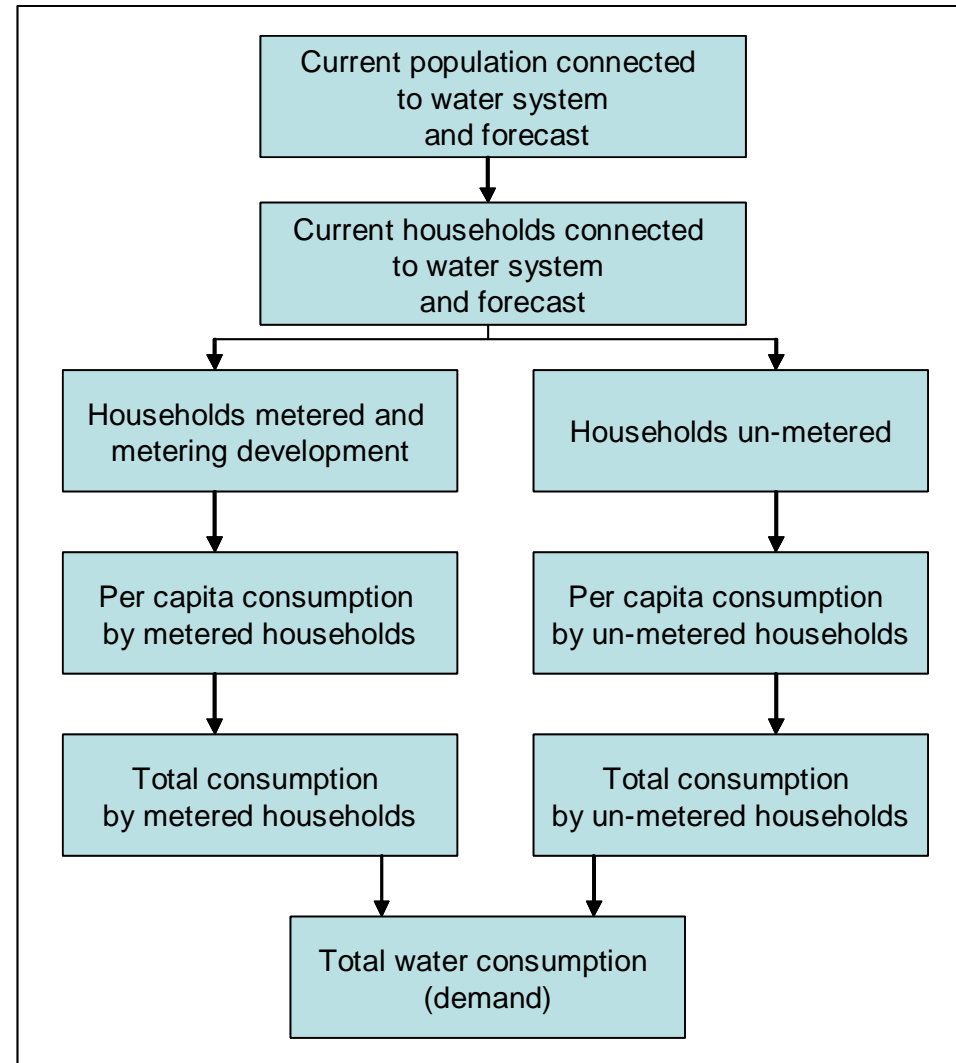 Current population connected
to water system
and forecast
Current households connected
to water system
and forecast
Households metered and
metering development
Households un-metered
Per capita consumption
by metered households
Per capita consumption
by un-metered households
Total consumption
by metered households
Total consumption
by un-metered households
Total water consumption
(demand)